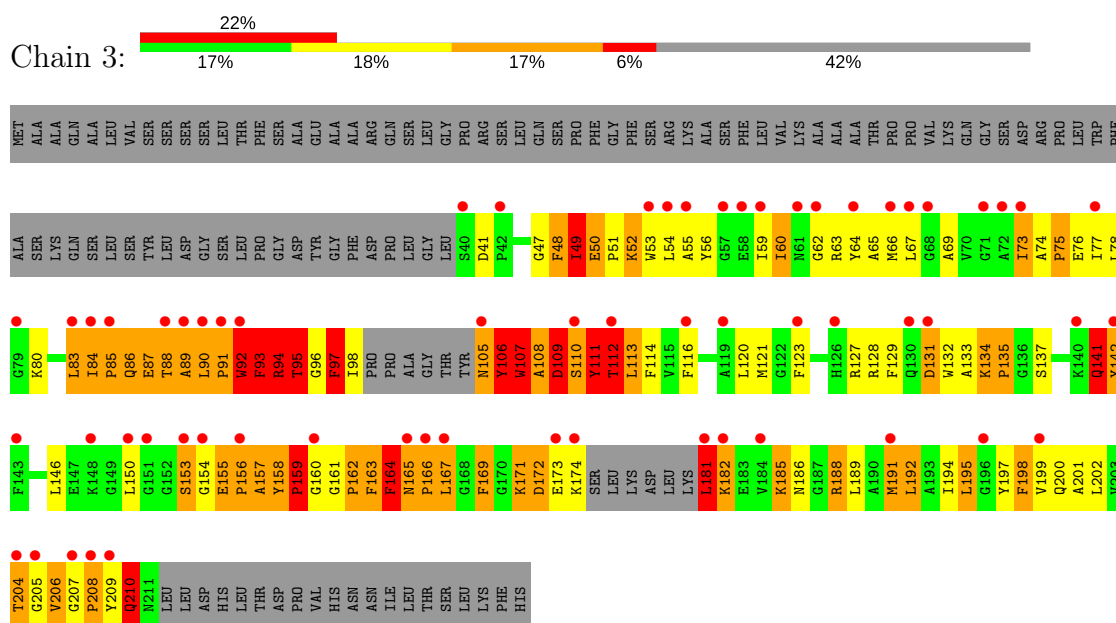 22%
Chain 3:
17% 18% 17% 6% 42%
MET ALA ALA GLN ALA LEU VAL SER SER SER SER LEU THR PHE SER ALA GLU ALA ALA ARG GLN SER LEU GLY PRO ARG SER LEU GLN SER PRO PHE GLY PHE SER ARG LYS ALA SER PHE LEU VAL LYS ALA ALA ALA THR PRO PRO VAL LYS GLN GLY SER ASP ARG PRO LEU TRP PHE
ALA SER LYS GLN SER LEU SER TYR LEU ASP GLY SER LEU PRO GLY ASP TYR GLY PHE ASP PRO LEU GLY LEU S40 D41 P42 G47 F48 I49 E50 P51 K52 W53 L54 A55 Y56 G57 E58 I59 I60 N61 G62 R63 Y64 A65 M66 L67 G68 A69 V70 G71 A72 I73 A74 P75 E76 I77 L78
G79 K80 L83 I84 P85 Q86 E87 T88 A89 L90 P91 W92 F93 R94 T95 G96 F97 I98 PRO PRO ALA GLY THR TYR N105 Y106 W107 A108 D109 S110 Y111 T112 L113 F114 V115 F116 A119 L120 M121 G122 F123 H126 R127 R128 F129 Q130 D131 W132 A133 K134 P135 G136 S137 K140 Q141 Y142
F143 L146 E147 K148 G149 L150 G151 G152 S153 G154 E155 P156 A157 Y158 P159 G160 G161 P162 F163 F164 N165 P166 L167 G168 F169 G170 K171 D172 E173 K174 SER LEU LYS ASP LEU LYS L181 K182 E183 V184 K185 N186 G187 R188 L189 A190 M191 L192 A193 I194 L195 G196 Y197 F198 V199 Q200 A201 L202 V203
T204 G205 V206 G207 P208 Y209 Q210 N211 LEU LEU ASP HIS LEU THR ASP PRO VAL HIS ASN ASN ILE LEU THR SER LEU LYS PHE HIS